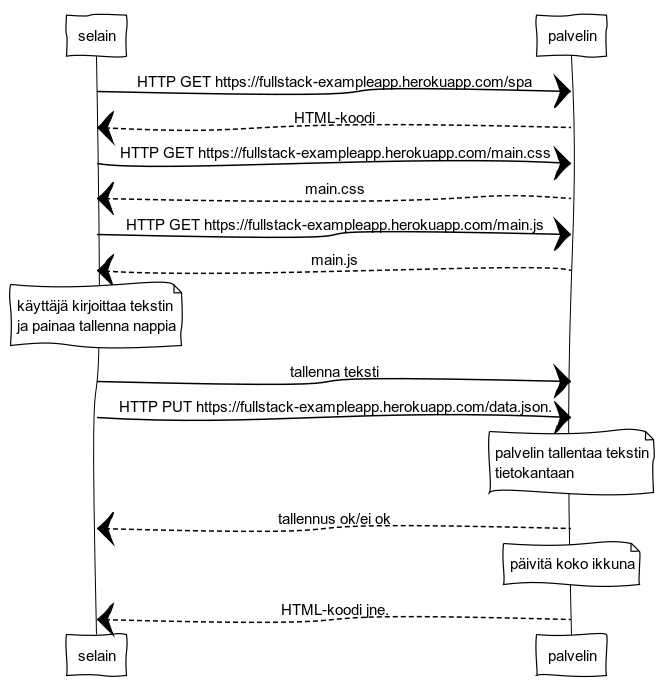 selain
palvelin
HTTP GET https://fullstack-exampleapp.herokuapp.com/spa
HTML-koodi
HTTP GET https://fullstack-exampleapp.herokuapp.com/main.css
main.css
HTTP GET https://fullstack-exampleapp.herokuapp.com/main.js
main.js
käyttäjä kirjoittaa tekstin
ja painaa tallenna nappia
tallenna teksti
HTTP PUT https://fullstack-exampleapp.herokuapp.com/data.json.
palvelin tallentaa tekstin
tietokantaan
tallennus ok/ei ok
päivitä koko ikkuna
HTML-koodi jne.
selain
palvelin